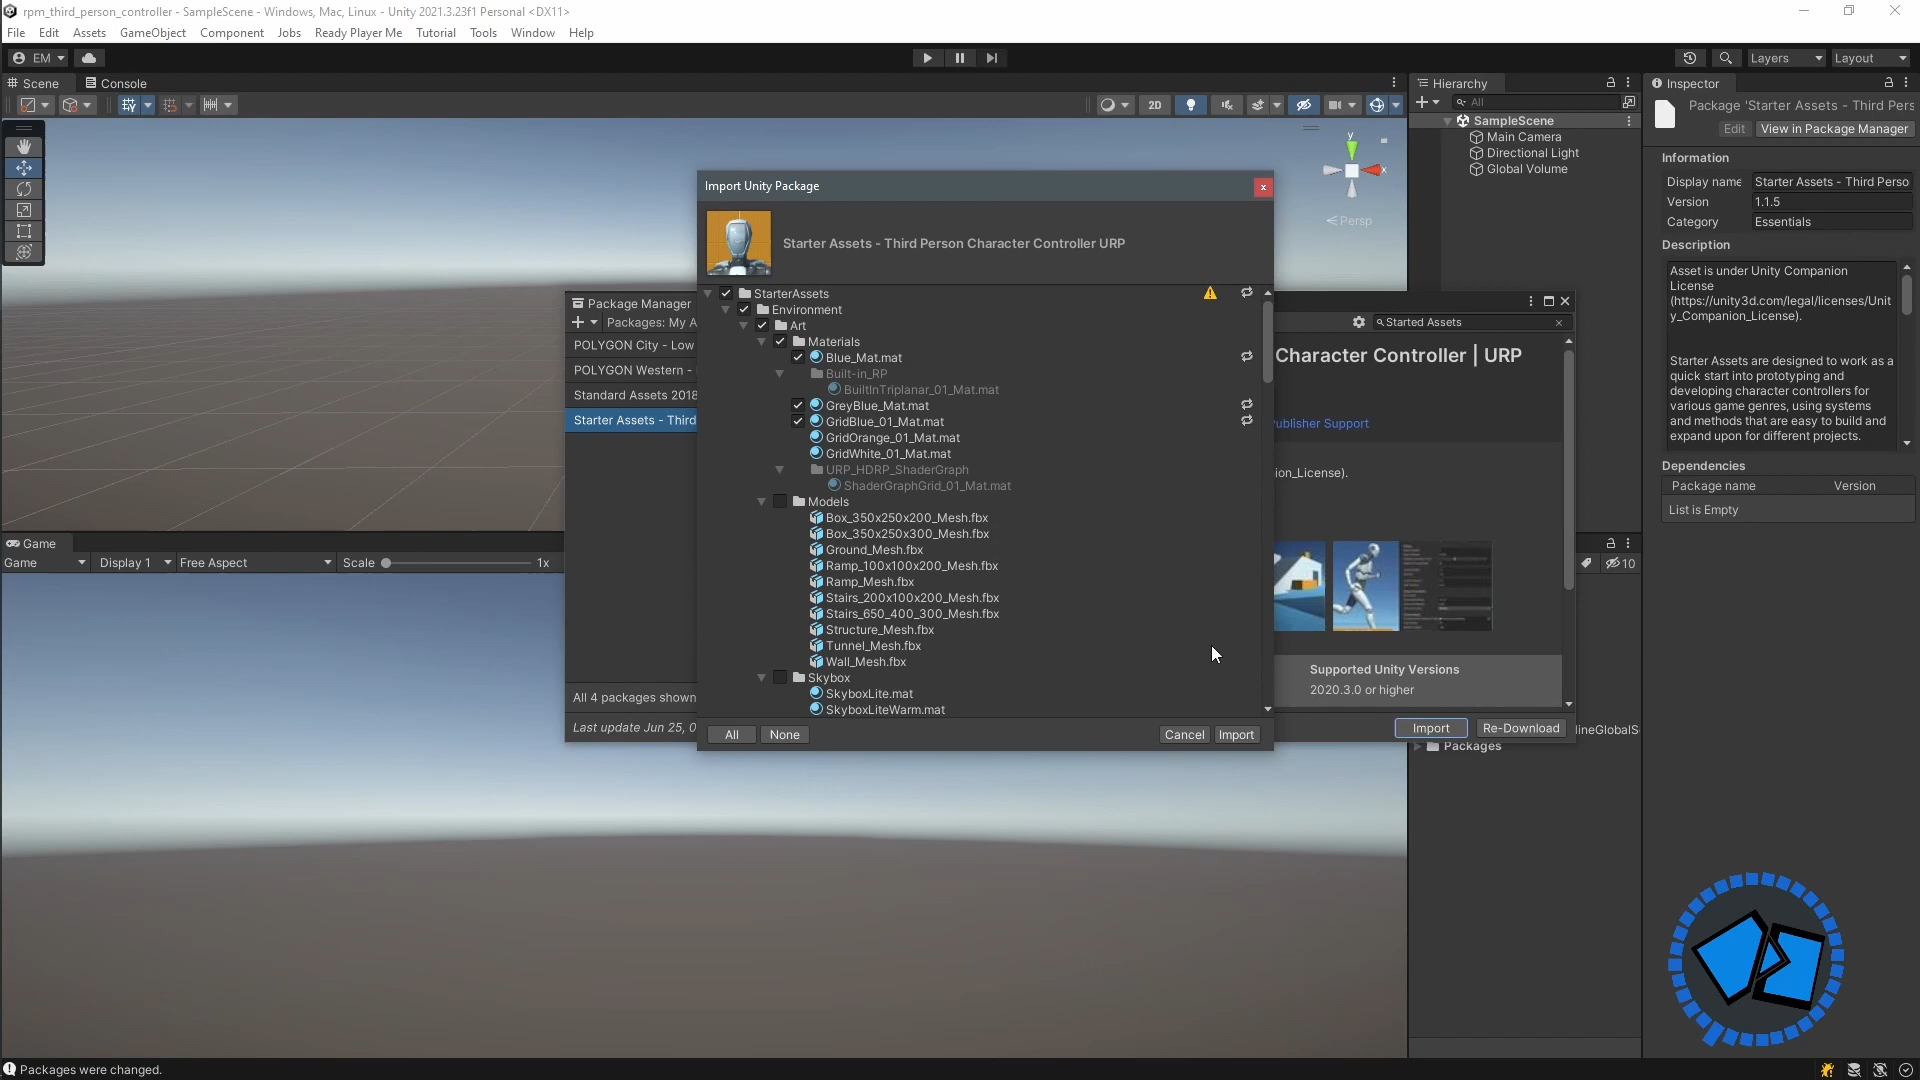 rpm_third_person_controller - SampleScene - Windows, Mac, Linux - Unity 2021.3.23f1 Personal <DX11>
File Edit Assets GameObject Component Jobs Ready Player Me Tutorial Tools Window Help
EM Layers Layout
Scene Console
2D
Persp
Hierarchy
All
SampleScene
Main Camera
Directional Light
Global Volume
Inspector
Package 'Starter Assets - Third Pers
Edit View in Package Manager
Information
Display name Starter Assets - Third Perso
Version 1.1.5
Category Essentials
Description
Asset is under Unity Companion
License
(https://unity3d.com/legal/licenses/Unit
y_Companion_License).
Starter Assets are designed to work as a
quick start into prototyping and
developing character controllers for
various game genres, using systems
and methods that are easy to build and
expand upon for different projects.
Dependencies
Package name Version
List is Empty
Package Manager
Packages: My A
POLYGON City - Low
POLYGON Western -
Standard Assets 2018
Starter Assets - Third
All 4 packages shown
Last update Jun 25, 0
Import Unity Package
Starter Assets - Third Person Character Controller URP
StarterAssets
Environment
Art
Materials
Blue_Mat.mat
Built-in_RP
BuiltInTriplanar_01_Mat.mat
GreyBlue_Mat.mat
GridBlue_01_Mat.mat
GridOrange_01_Mat.mat
GridWhite_01_Mat.mat
URP_HDRP_ShaderGraph
ShaderGraphGrid_01_Mat.mat
Models
Box_350x250x200_Mesh.fbx
Box_350x250x300_Mesh.fbx
Ground_Mesh.fbx
Ramp_100x100x200_Mesh.fbx
Ramp_Mesh.fbx
Stairs_200x100x200_Mesh.fbx
Stairs_650_400_300_Mesh.fbx
Structure_Mesh.fbx
Tunnel_Mesh.fbx
Wall_Mesh.fbx
Skybox
SkyboxLite.mat
SkyboxLiteWarm.mat
All None Cancel Import
Started Assets
Character Controller | URP
ublisher Support
ion_License).
Supported Unity Versions
2020.3.0 or higher
Import Re-Download
lineGlobalS
Packages
10
Game
Game Display 1 Free Aspect Scale 1x
Packages were changed.